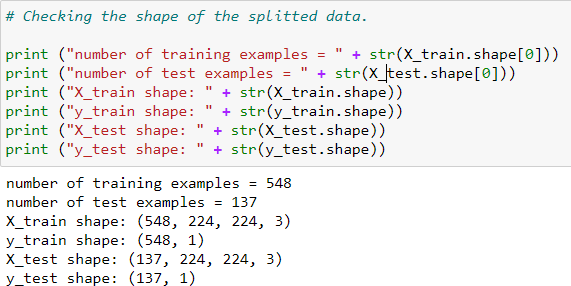 # Checking the shape of the splitted data.
print ("number of training examples = " + str(X_train.shape[0]))
print ("number of test examples = " + str(X_test.shape[0]))
print ("X_train shape: " + str(X_train.shape))
print ("y_train shape: " + str(y_train.shape))
print ("X_test shape: " + str(X_test.shape))
print ("y_test shape: " + str(y_test.shape))
number of training examples = 548
number of test examples = 137
X_train shape: (548, 224, 224, 3)
y_train shape: (548, 1)
X_test shape: (137, 224, 224, 3)
y_test shape: (137, 1)